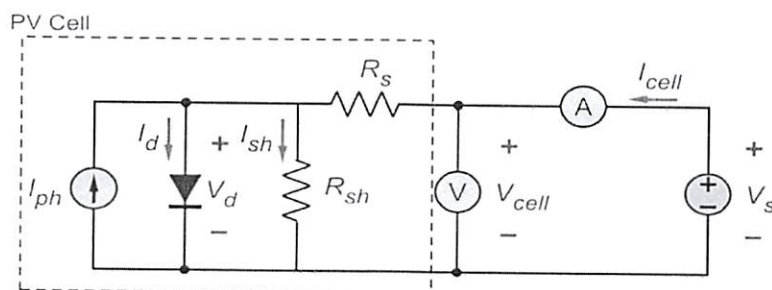 PV Cell
R_s
I_cell
A
I_d
+
I_sh
+
+
I_ph
V_d
R_sh
V
V_cell
+
−
V_s
−
−
−